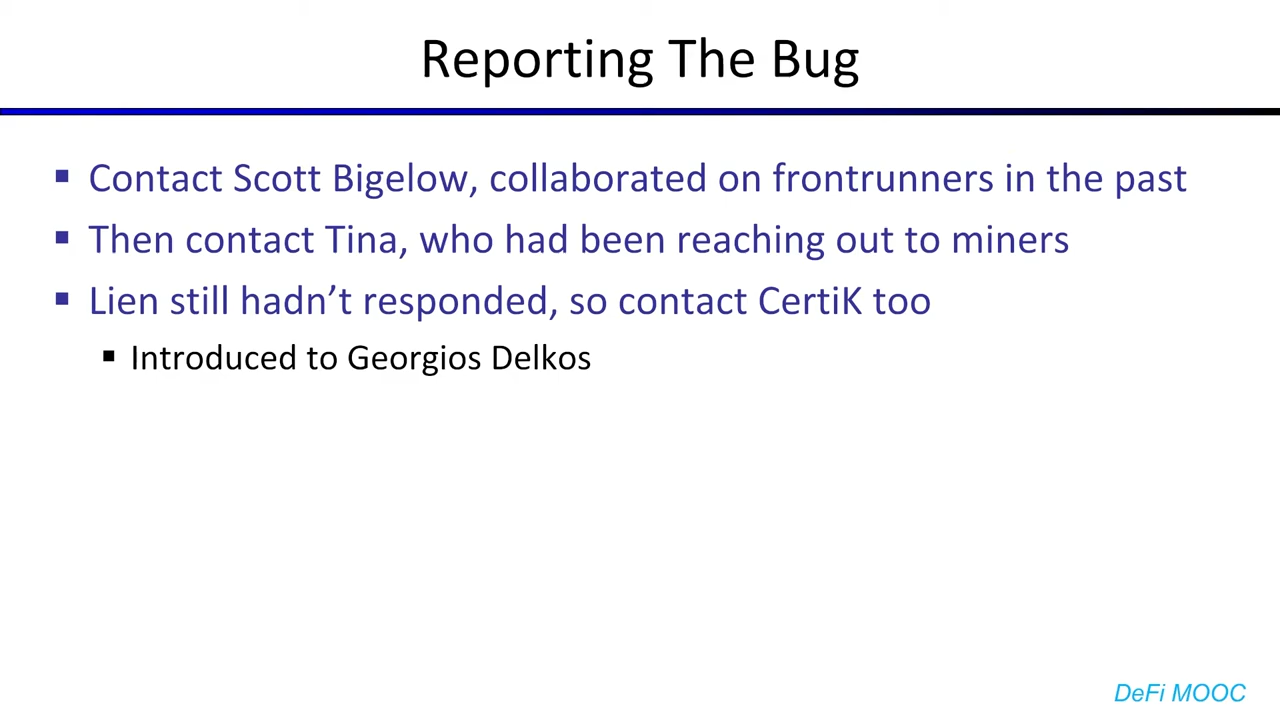 Reporting The Bug
Contact Scott Bigelow, collaborated on frontrunners in the past
Then contact Tina, who had been reaching out to miners
Lien still hadn’t responded, so contact CertiK too
Introduced to Georgios Delkos
DeFi MOOC